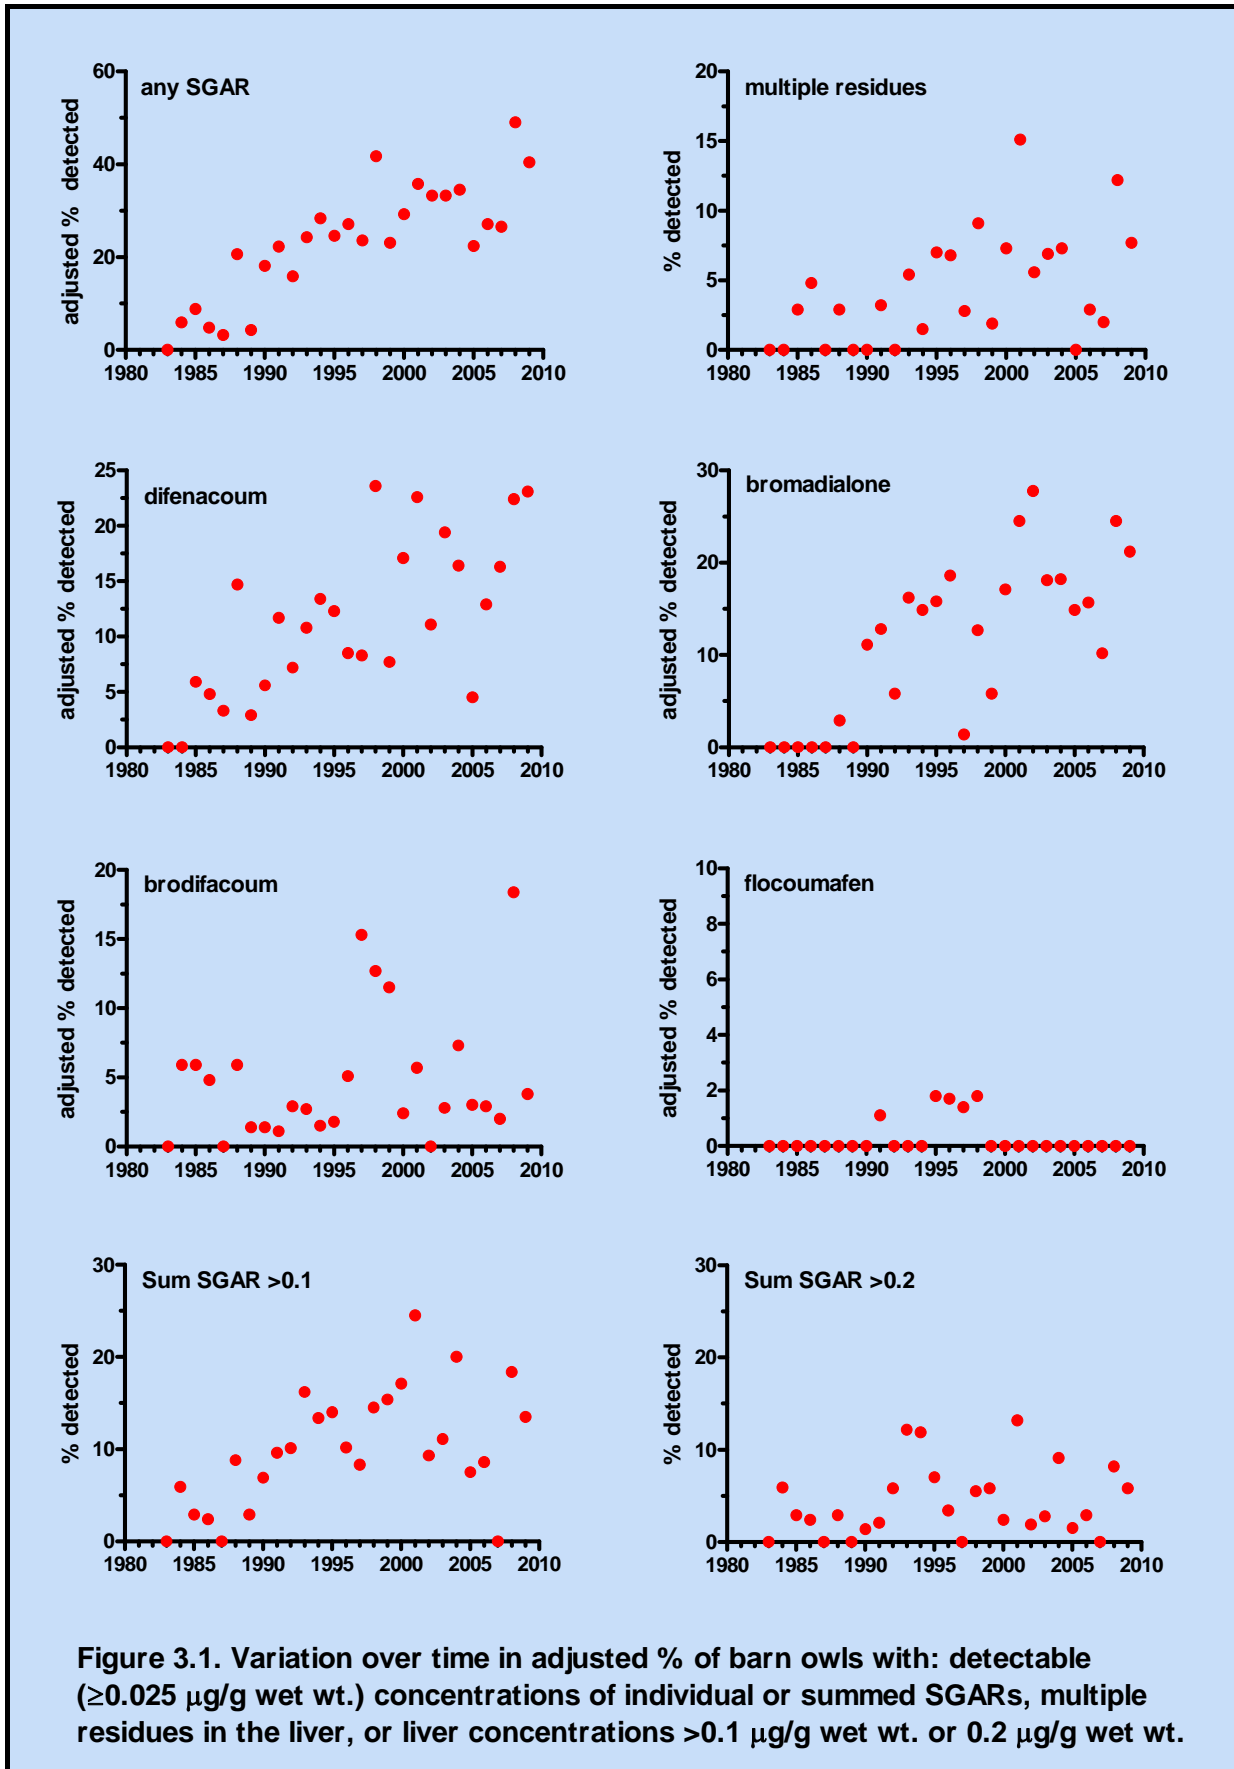 any SGAR
adjusted % detected
60
40
20
0
1980 1985 1990 1995 2000 2005 2010
multiple residues
% detected
20
15
10
5
0
1980 1985 1990 1995 2000 2005 2010
difenacoum
adjusted % detected
25
20
15
10
5
0
1980 1985 1990 1995 2000 2005 2010
bromadialone
adjusted % detected
30
20
10
0
1980 1985 1990 1995 2000 2005 2010
brodifacoum
adjusted % detected
20
15
10
5
0
1980 1985 1990 1995 2000 2005 2010
flocoumafen
adjusted % detected
10
8
6
4
2
0
1980 1985 1990 1995 2000 2005 2010
Sum SGAR >0.1
% detected
30
20
10
0
1980 1985 1990 1995 2000 2005 2010
Sum SGAR >0.2
% detected
30
20
10
0
1980 1985 1990 1995 2000 2005 2010
Figure 3.1. Variation over time in adjusted % of barn owls with: detectable
(≥0.025 μg/g wet wt.) concentrations of individual or summed SGARs, multiple
residues in the liver, or liver concentrations >0.1 μg/g wet wt. or 0.2 μg/g wet wt.